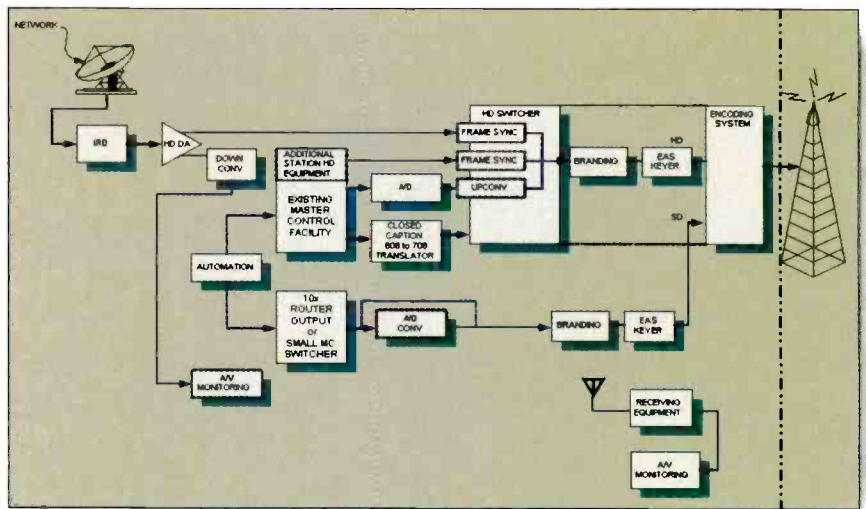 NETWORK
IRD
HD DA
DOWN
CONV
ADDITIONAL
STATION HD
EQUIPMENT
EXISTING
MASTER
CONTROL
FACILITY
A/D
CLOSED
CAPTION
608 to 708
TRANSLATOR
HD SWITCHER
FRAME SYNC
FRAME SYNC
UPCONV
BRANDING
HD
EAS
KEYER
ENCODING
SYSTEM
SD
AUTOMATION
10x
ROUTER
OUTPUT
or
SMALL MC
SWITCHER
A/D
CONV
BRANDING
EAS
KEYER
A/V
MONITORING
RECEIVING
EQUIPMENT
A/V
MONITORING